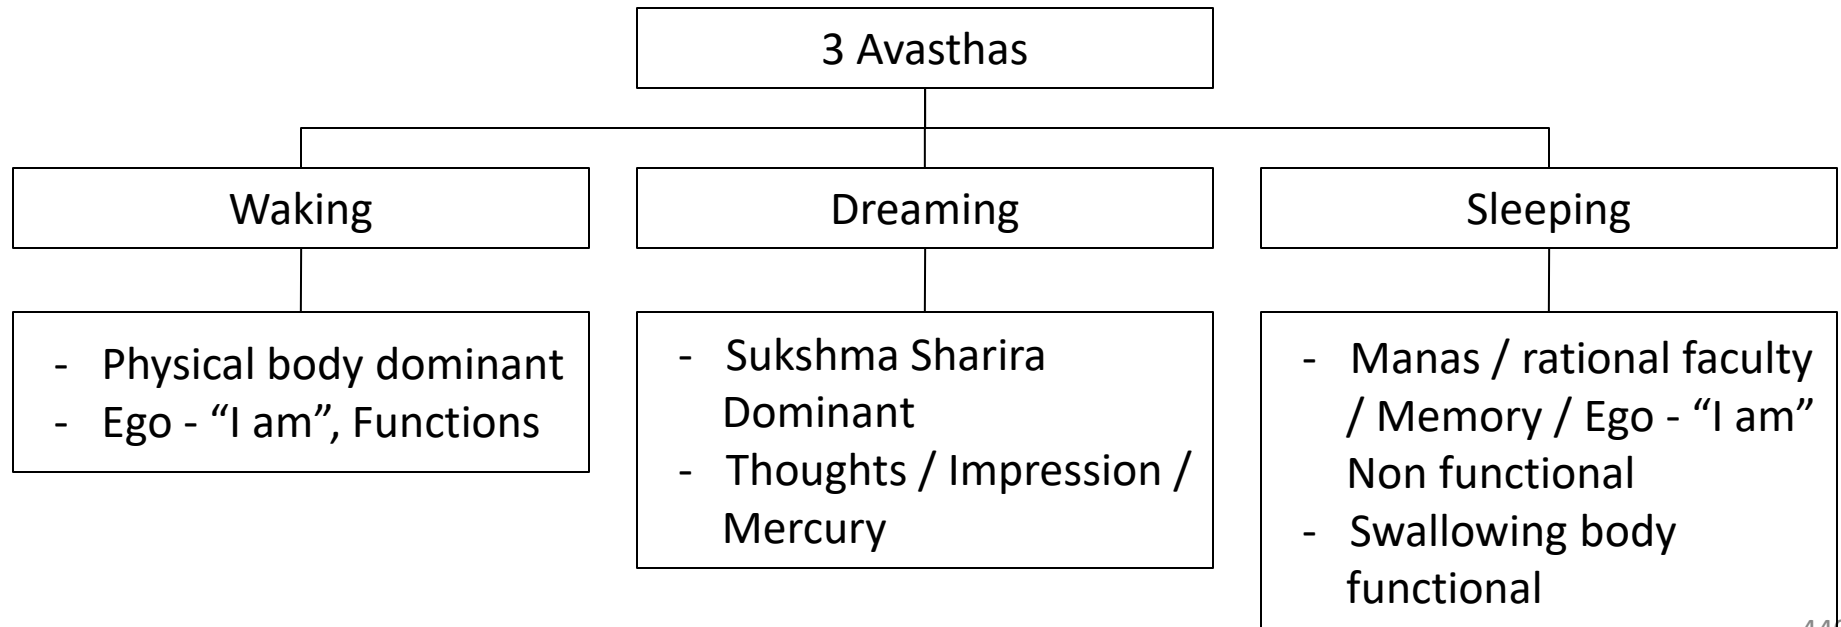 3 Avasthas
Waking
Dreaming
Sleeping
- Physical body dominant
- Ego - “I am”, Functions
- Sukshma Sharira
Dominant
- Thoughts / Impression /
Mercury
- Manas / rational faculty
/ Memory / Ego - “I am”
Non functional
- Swallowing body
functional